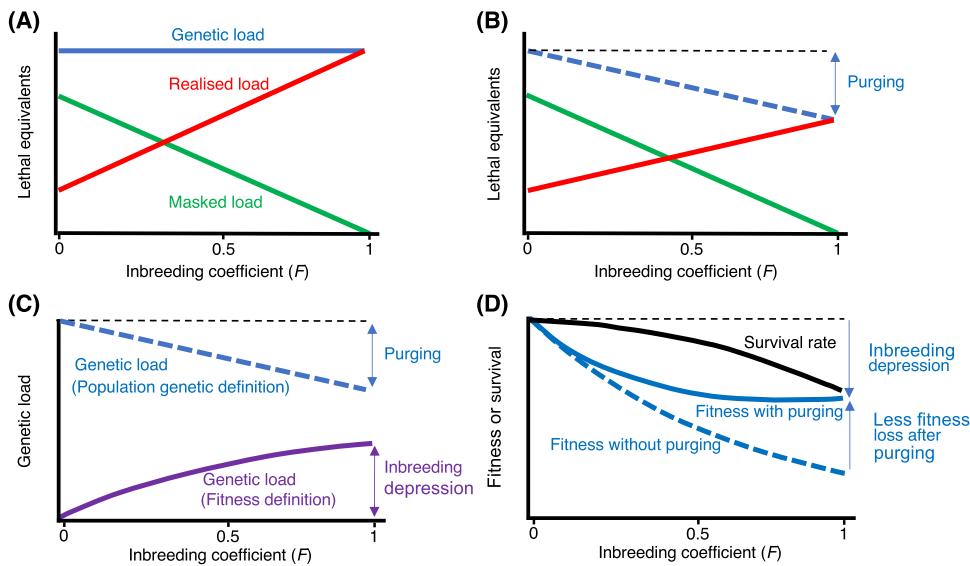 (A)
Genetic load
Realised load
Masked load
Lethal equivalents
0
0.5
1
Inbreeding coefficient (F)
(B)
Purging
Lethal equivalents
0
0.5
1
Inbreeding coefficient (F)
(C)
Purging
Genetic load
(Population genetic definition)
Genetic load
Genetic load
(Fitness definition)
Inbreeding
depression
0
0.5
1
Inbreeding coefficient (F)
(D)
Survival rate
Inbreeding
depression
Fitness with purging
Fitness without purging
Less fitness
loss after
purging
Fitness or survival
0
0.5
1
Inbreeding coefficient (F)